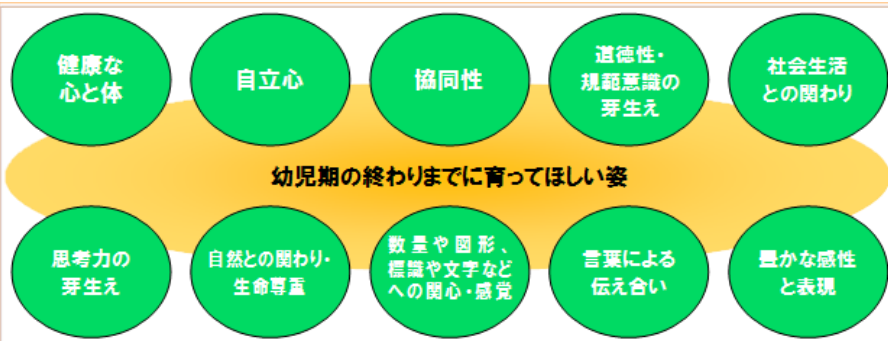 健康な
心と体
自立心
協同性
道徳性・
規範意識の
芽生え
社会生活
との関わり
幼児期の終わりまでに育ってほしい姿
思考力の
芽生え
自然との関わり・
生命尊重
数量や図形、
標識や文字など
への関心・感覚
言葉による
伝え合い
豊かな感性
と表現